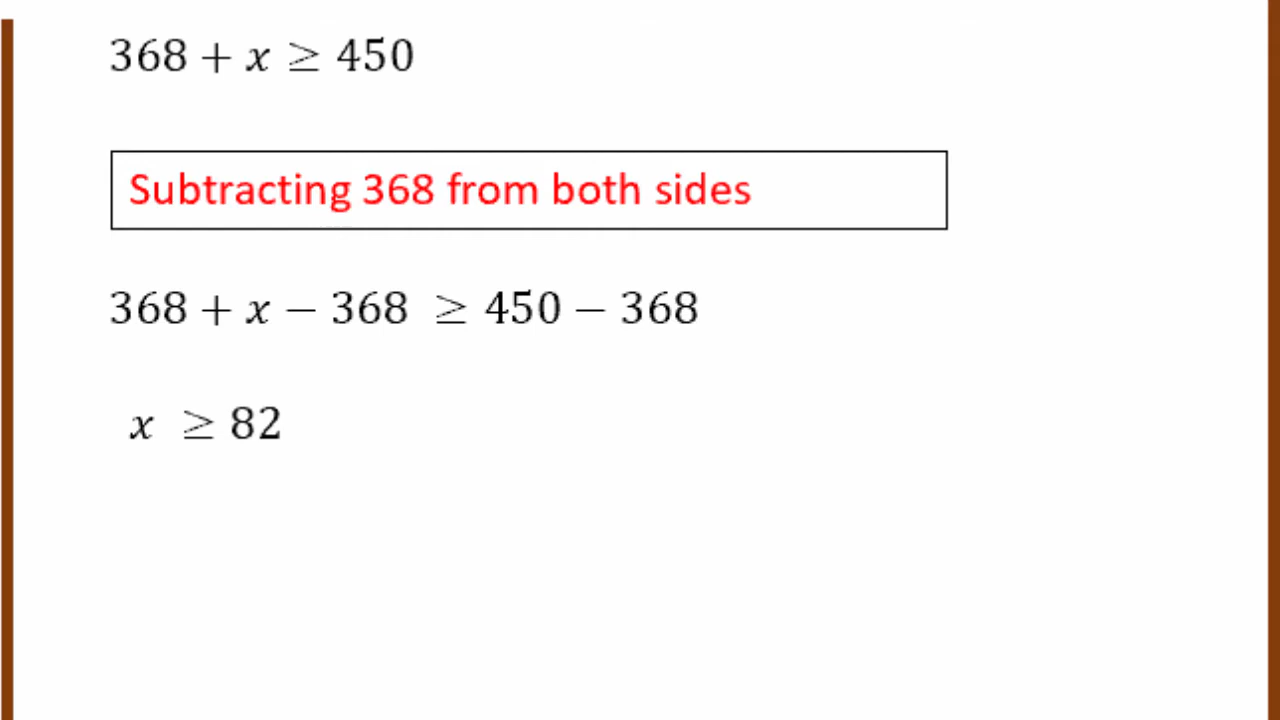 368 + x ≥ 450
Subtracting 368 from both sides
368 + x − 368 ≥ 450 − 368
x ≥ 82